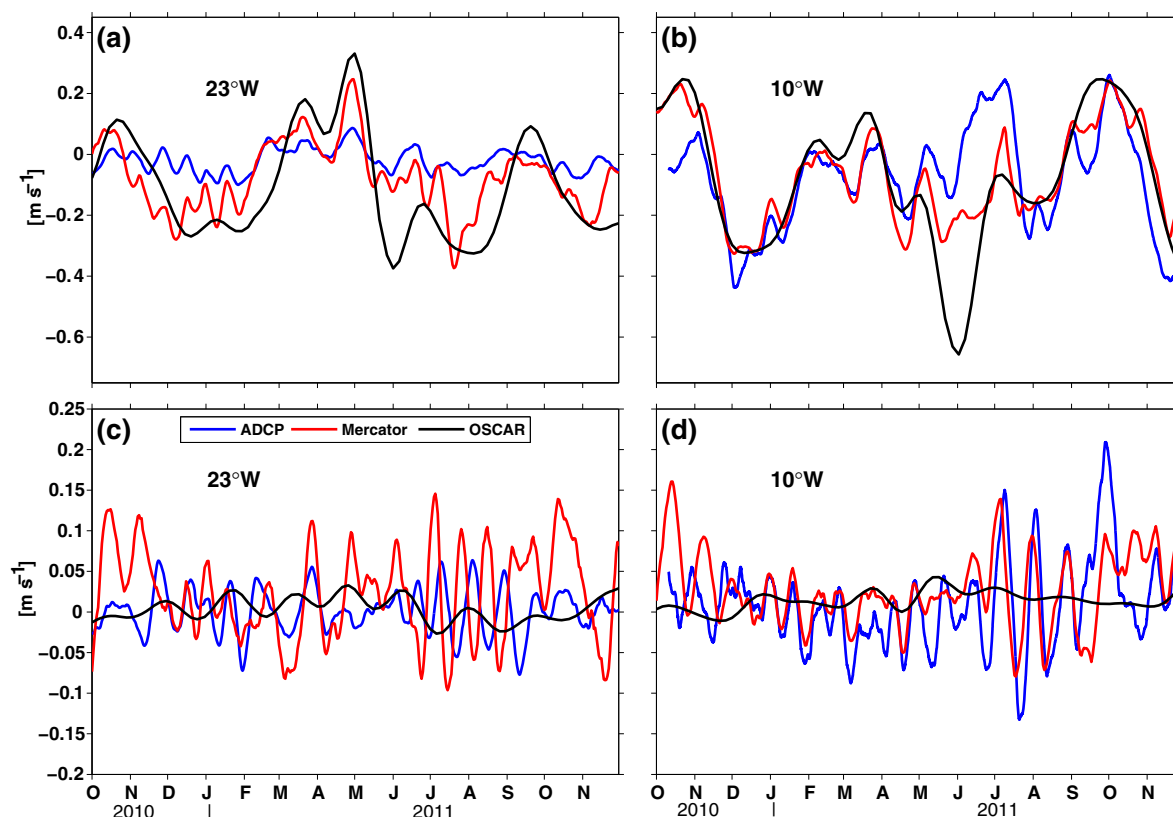 (a) (b)
23°W 10°W
[m s⁻¹]
0.4
0.2
0
−0.2
−0.4
−0.6
(c) (d)
ADCP Mercator OSCAR
23°W 10°W
[m s⁻¹]
0.25
0.2
0.15
0.1
0.05
0
−0.05
−0.1
−0.15
−0.2
O N D J F M A M J J A S O N O N D J F M A M J J A S O N
2010 | 2011 2010 | 2011